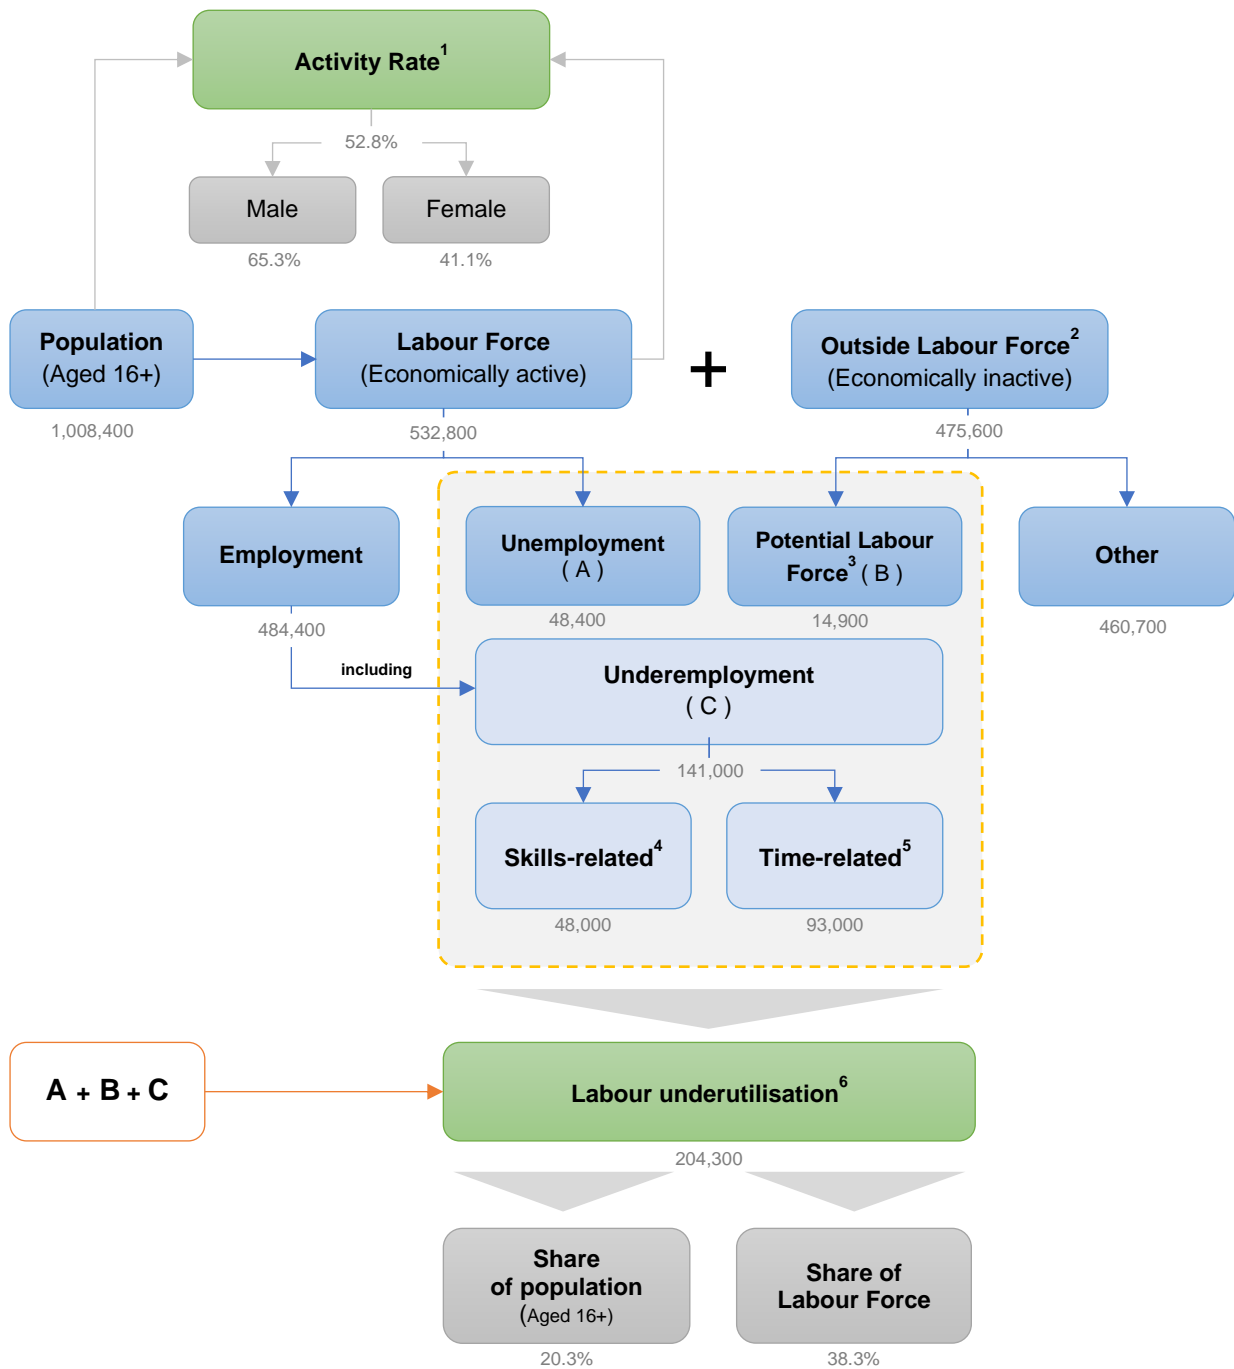 Activity Rate1
52.8%
Male
Female
65.3%
41.1%
Population
(Aged 16+)
1,008,400
Labour Force
(Economically active)
532,800
+
Outside Labour Force2
(Economically inactive)
475,600
Employment
484,400
Unemployment
( A )
48,400
Potential Labour
Force3 ( B )
14,900
Other
460,700
including
Underemployment
( C )
141,000
Skills-related4
48,000
Time-related5
93,000
A + B + C
Labour underutilisation6
204,300
Share
of population
(Aged 16+)
20.3%
Share of
Labour Force
38.3%